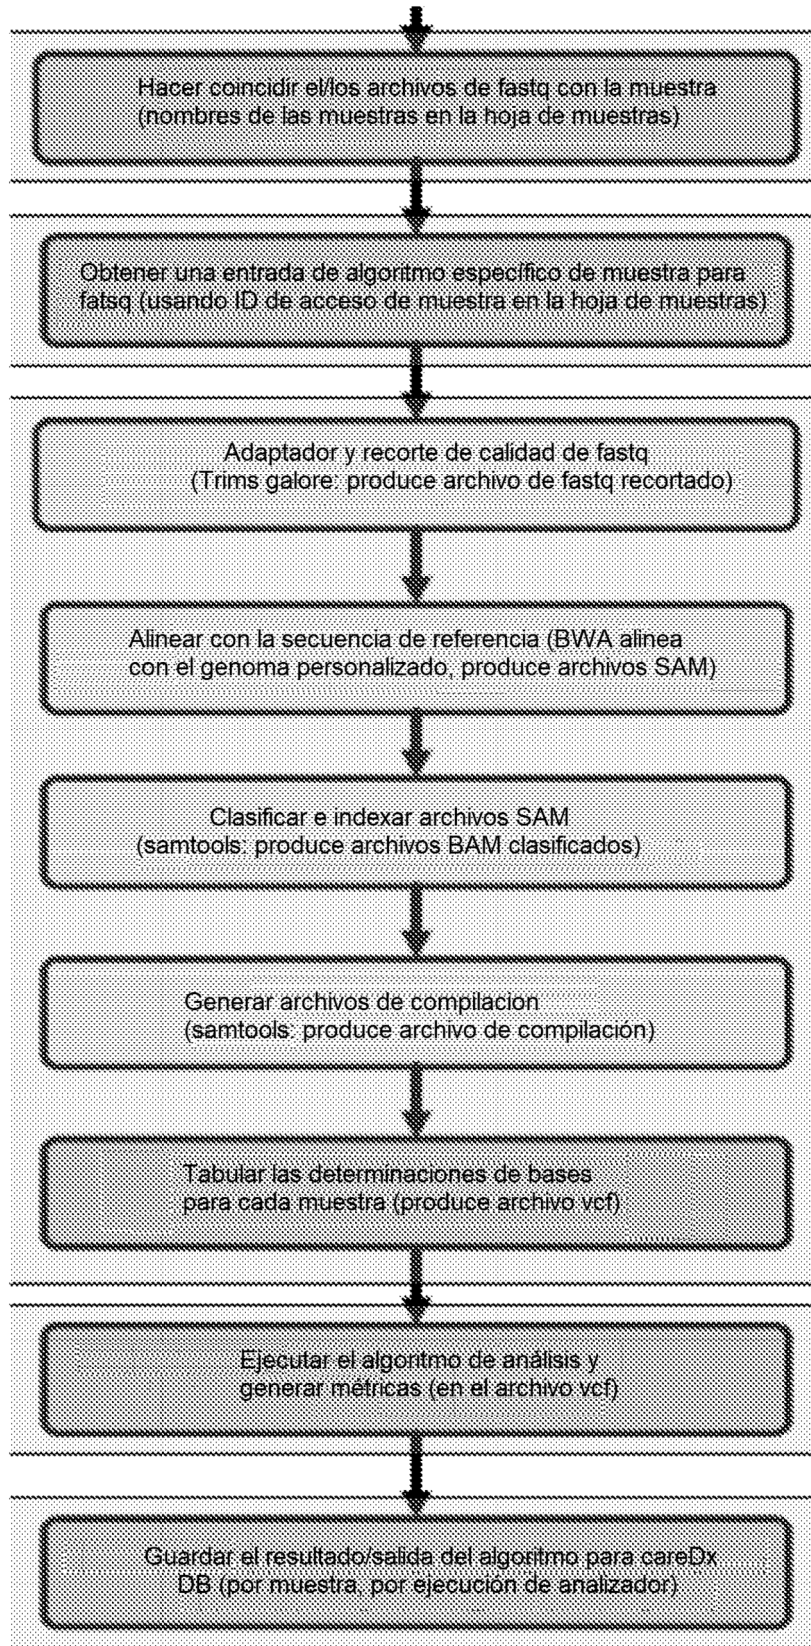 Hacer coincidir el/los archivos de fastq con la muestra
(nombres de las muestras en la hoja de muestras)
Obtener una entrada de algoritmo específico de muestra para
fatsq (usando ID de acceso de muestra en la hoja de muestras)
Adaptador y recorte de calidad de fastq
(Trims galore: produce archivo de fastq recortado)
Alinear con la secuencia de referencia (BWA alinea
con el genoma personalizado, produce archivos SAM)
Clasificar e indexar archivos SAM
(samtools: produce archivos BAM clasificados)
Generar archivos de compilacion
(samtools: produce archivo de compilación)
Tabular las determinaciones de bases
para cada muestra (produce archivo vcf)
Ejecutar el algoritmo de análisis y
generar métricas (en el archivo vcf)
Guardar el resultado/salida del algoritmo para careDx
DB (por muestra, por ejecución de analizador)